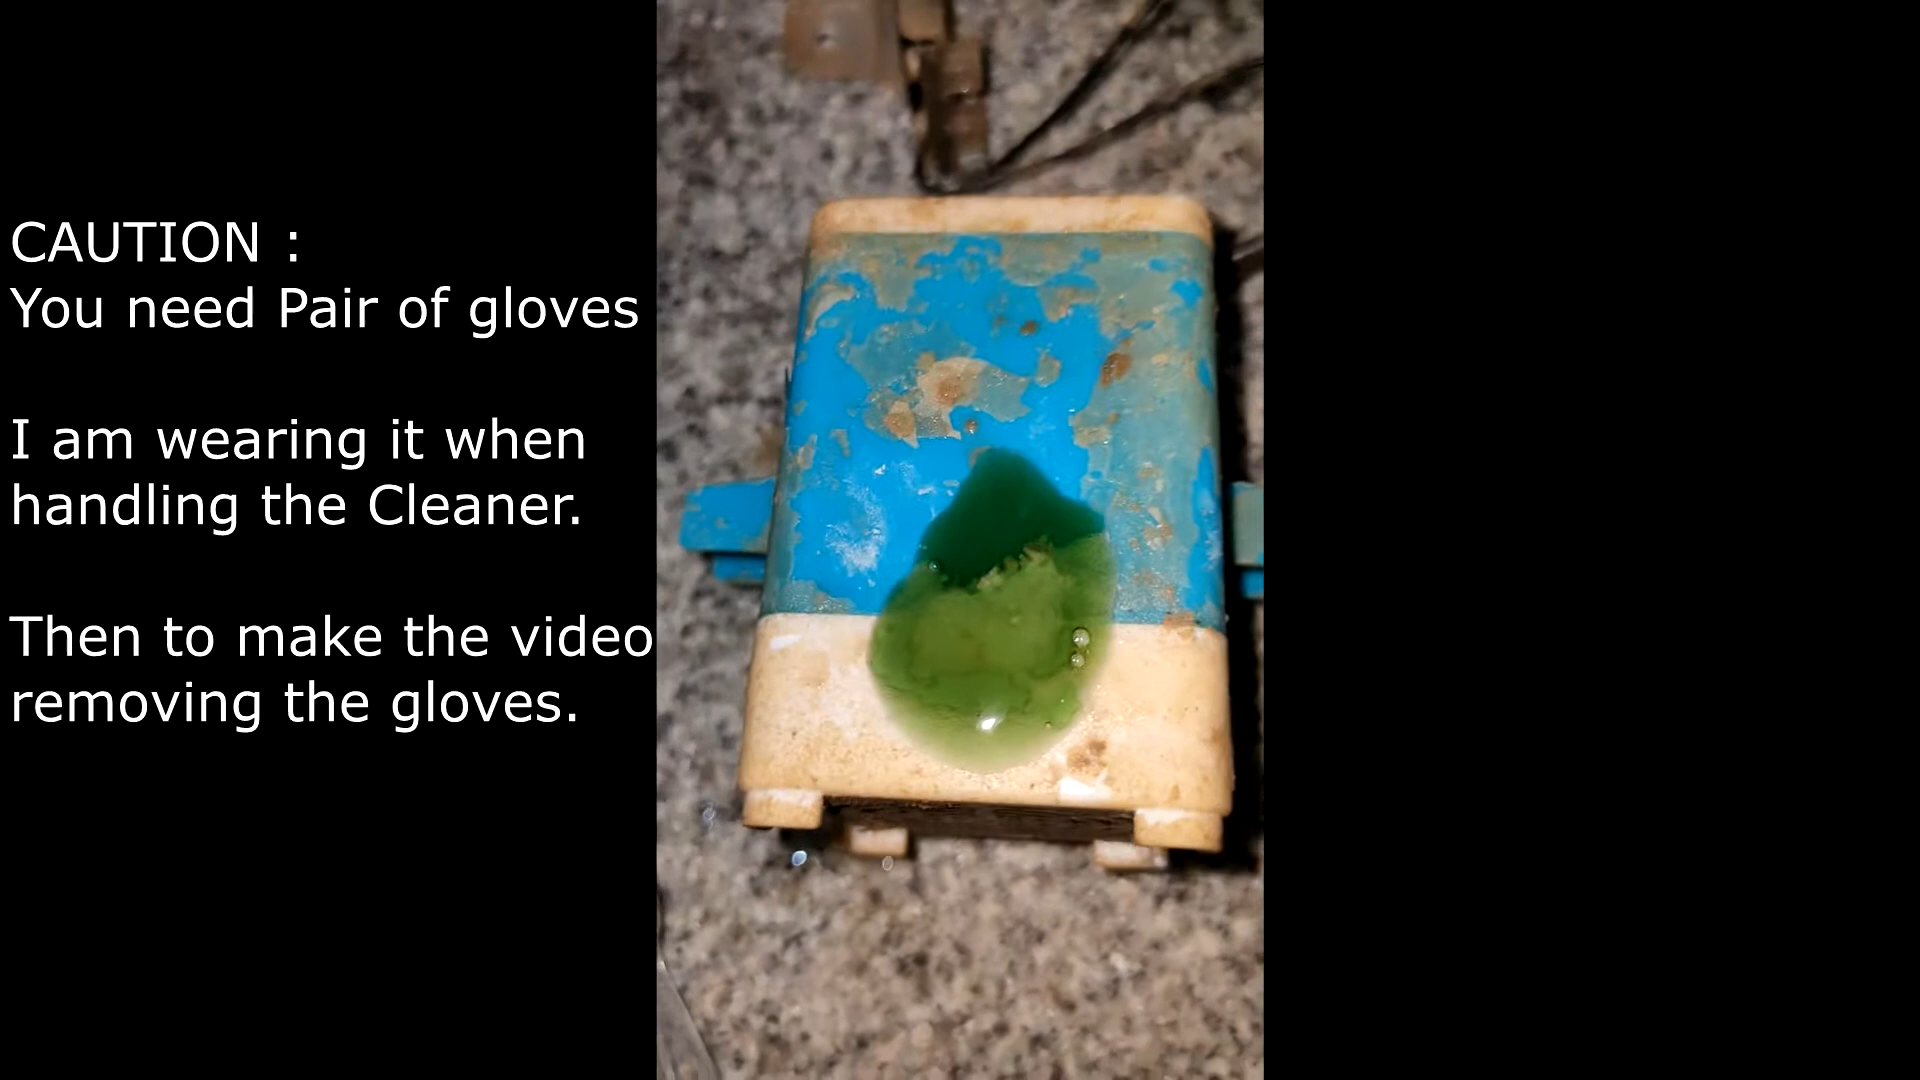 CAUTION :
You need Pair of gloves
I am wearing it when
handling the Cleaner.
Then to make the video
removing the gloves.